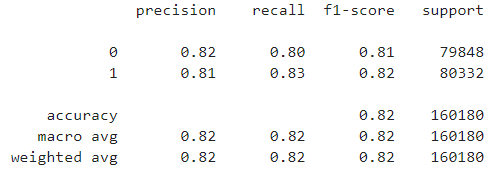 precision recall f1-score support
0 0.82 0.80 0.81 79848
1 0.81 0.83 0.82 80332
accuracy 0.82 160180
macro avg 0.82 0.82 0.82 160180
weighted avg 0.82 0.82 0.82 160180